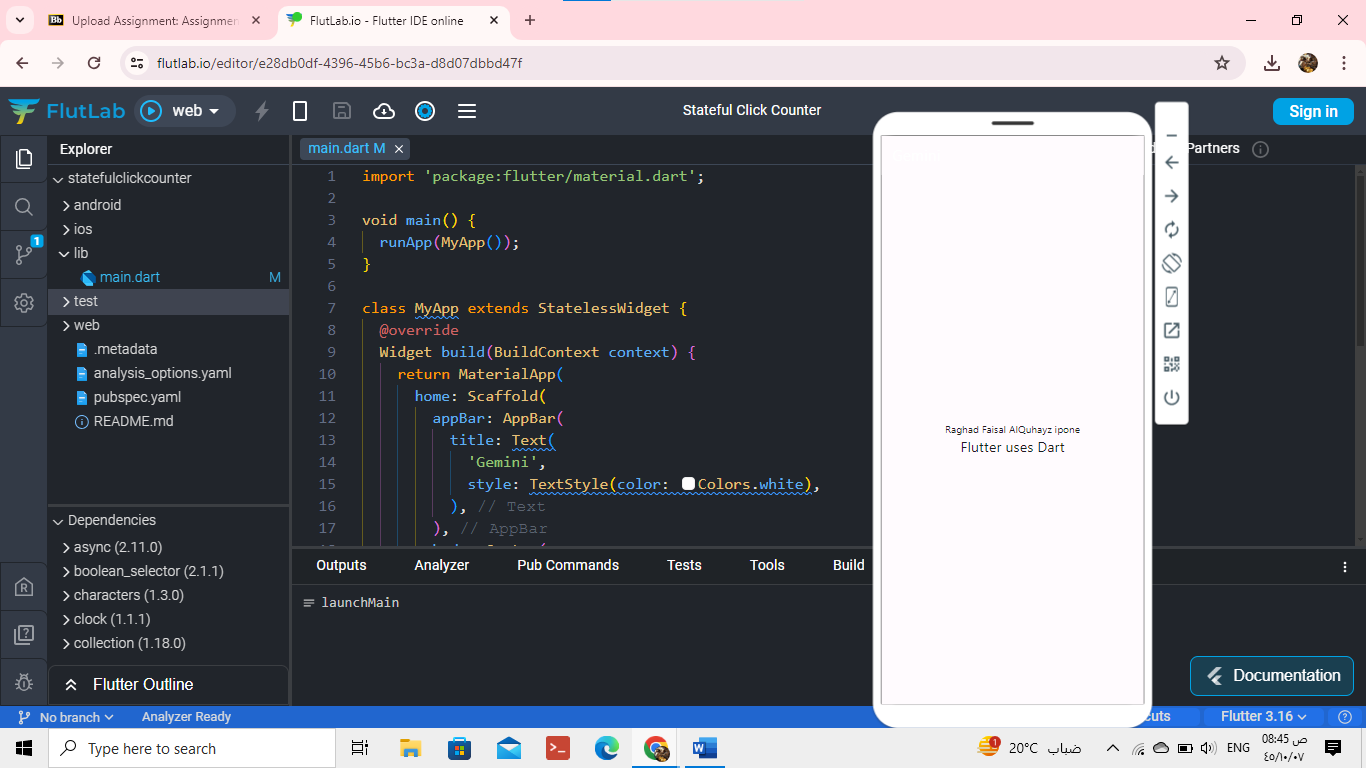 Upload Assignment: Assignmen
FlutLab.io - Flutter IDE online
flutlab.io/editor/e28db0df-4396-45b6-bc3a-d8d07dbbd47f
FlutLab
web
Stateful Click Counter
Sign in
Explorer
main.dart M
Partners
statefulclickcounter
android
ios
lib
main.dart M
test
web
.metadata
analysis_options.yaml
pubspec.yaml
README.md
1 import 'package:flutter/material.dart';
2
3 void main() {
4 runApp(MyApp());
5 }
6
7 class MyApp extends StatelessWidget {
8 @override
9 Widget build(BuildContext context) {
10 return MaterialApp(
11 home: Scaffold(
12 appBar: AppBar(
13 title: Text(
14 'Gemini',
15 style: TextStyle(color: Colors.white),
16 ), // Text
17 ), // AppBar
Raghad Faisal AlQuhayz ipone
Flutter uses Dart
Dependencies
async (2.11.0)
boolean_selector (2.1.1)
characters (1.3.0)
clock (1.1.1)
collection (1.18.0)
Flutter Outline
Outputs Analyzer Pub Commands Tests Tools Build
launchMain
Documentation
No branch Analyzer Ready
cuts Flutter 3.16
Type here to search
1
20°C ضباب
ENG
08:45 ص
٤٥/١٠/٠٧